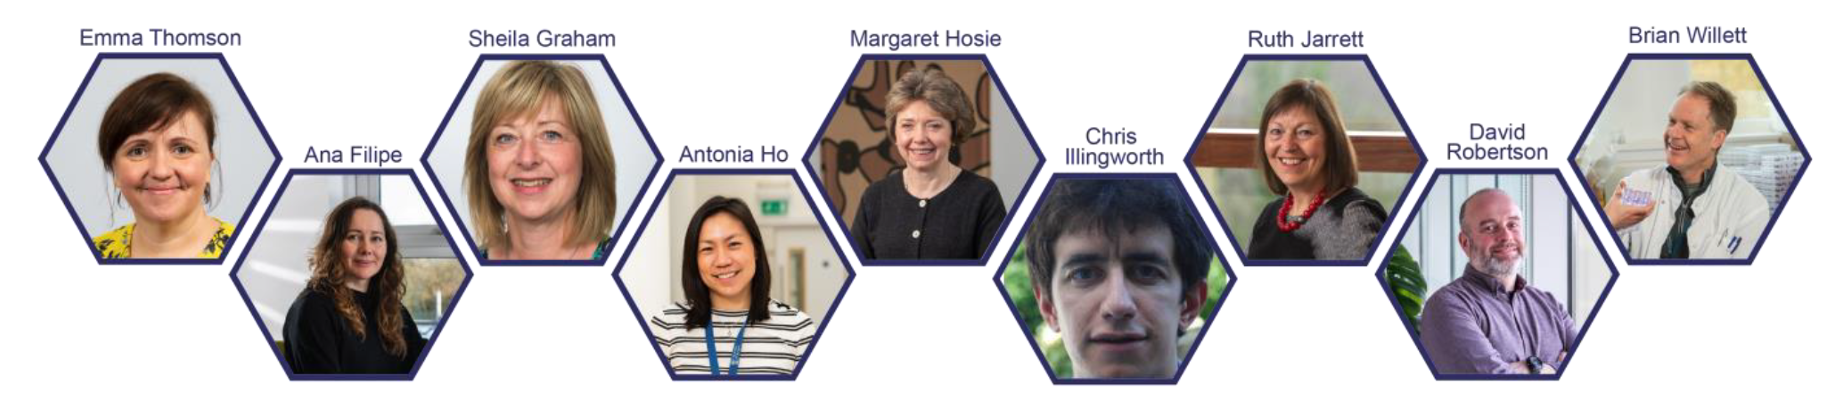 Emma Thomson
Ana Filipe
Sheila Graham
Antonia Ho
Margaret Hosie
Chris
Illingworth
Ruth Jarrett
David
Robertson
Brian Willett